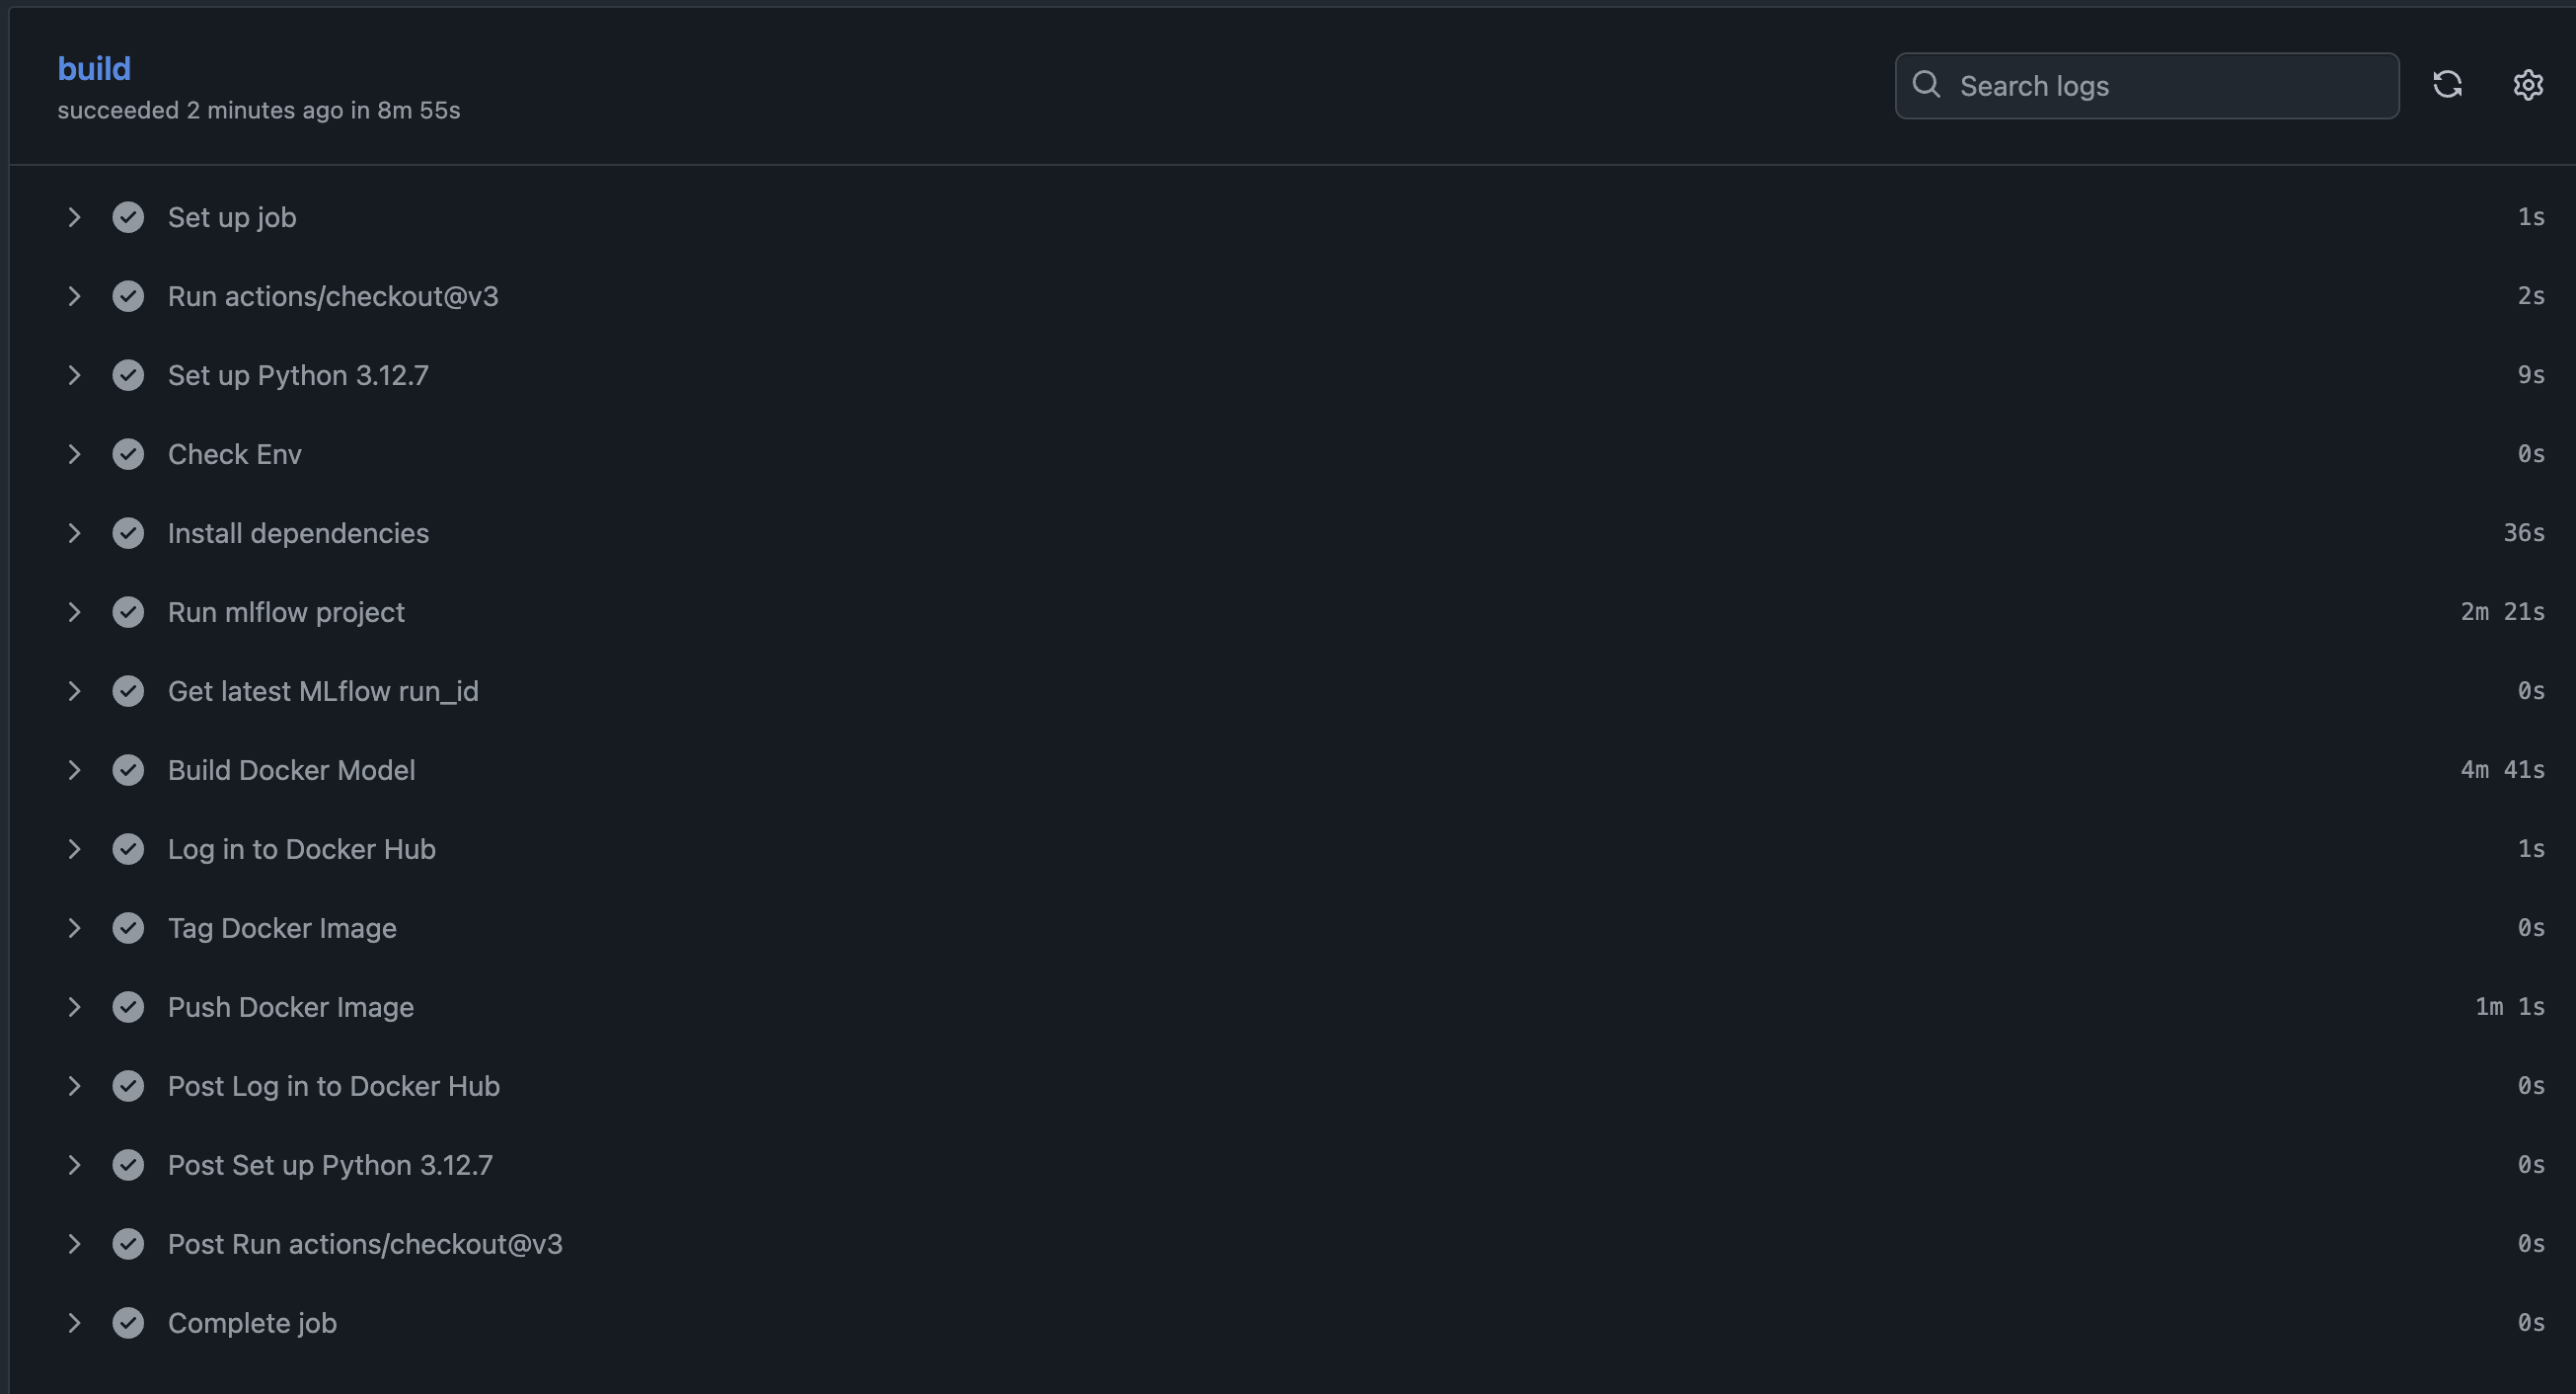 build
succeeded 2 minutes ago in 8m 55s
Search logs
Set up job 1s
Run actions/checkout@v3 2s
Set up Python 3.12.7 9s
Check Env 0s
Install dependencies 36s
Run mlflow project 2m 21s
Get latest MLflow run_id 0s
Build Docker Model 4m 41s
Log in to Docker Hub 1s
Tag Docker Image 0s
Push Docker Image 1m 1s
Post Log in to Docker Hub 0s
Post Set up Python 3.12.7 0s
Post Run actions/checkout@v3 0s
Complete job 0s